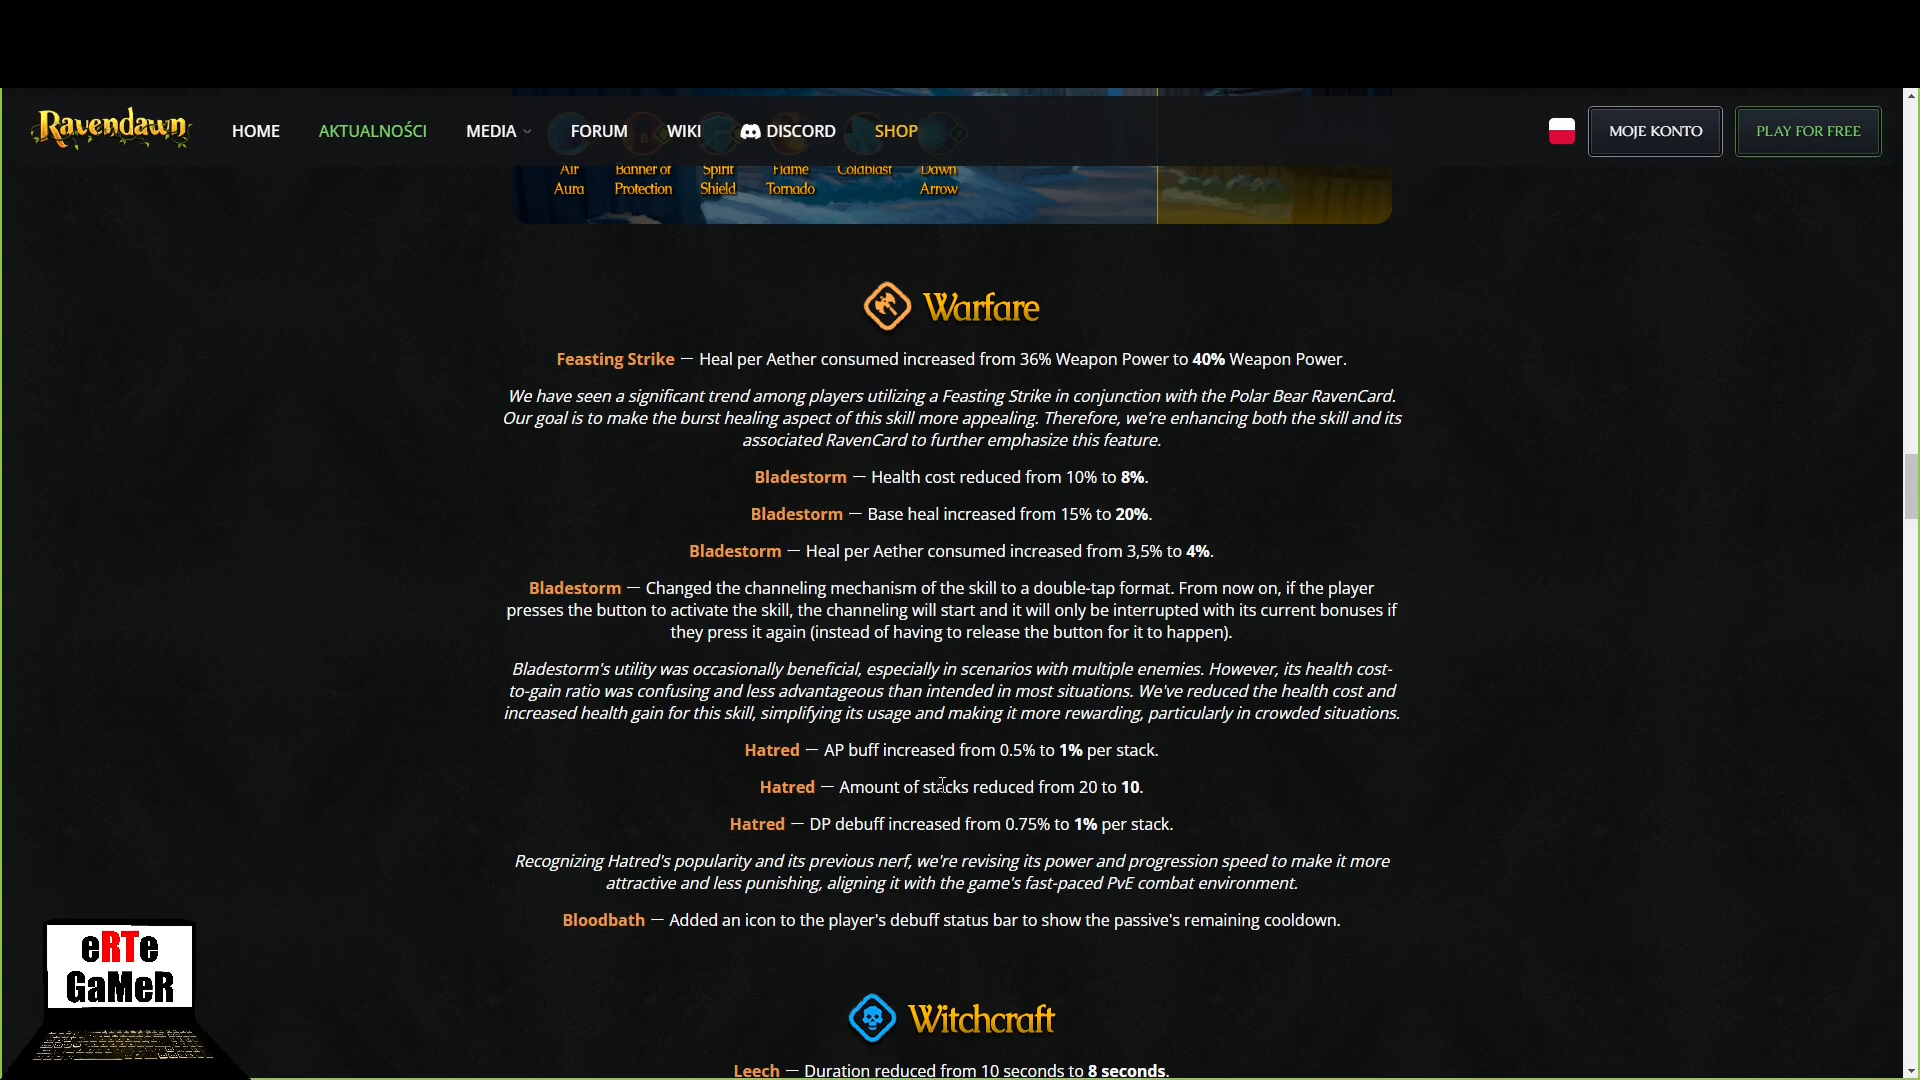 Ravendawn HOME AKTUALNOŚCI MEDIA FORUM WIKI DISCORD SHOP MOJE KONTO PLAY FOR FREE
Air Banner of Spirit Flame Coldblast Dawn
Aura Protection Shield Tornado Arrow
Warfare
Feasting Strike — Heal per Aether consumed increased from 36% Weapon Power to 40% Weapon Power.
We have seen a significant trend among players utilizing a Feasting Strike in conjunction with the Polar Bear RavenCard.
Our goal is to make the burst healing aspect of this skill more appealing. Therefore, we're enhancing both the skill and its
associated RavenCard to further emphasize this feature.
Bladestorm — Health cost reduced from 10% to 8%.
Bladestorm — Base heal increased from 15% to 20%.
Bladestorm — Heal per Aether consumed increased from 3,5% to 4%.
Bladestorm — Changed the channeling mechanism of the skill to a double-tap format. From now on, if the player
presses the button to activate the skill, the channeling will start and it will only be interrupted with its current bonuses if
they press it again (instead of having to release the button for it to happen).
Bladestorm's utility was occasionally beneficial, especially in scenarios with multiple enemies. However, its health cost-
to-gain ratio was confusing and less advantageous than intended in most situations. We've reduced the health cost and
increased health gain for this skill, simplifying its usage and making it more rewarding, particularly in crowded situations.
Hatred — AP buff increased from 0.5% to 1% per stack.
Hatred — Amount of stacks reduced from 20 to 10.
Hatred — DP debuff increased from 0.75% to 1% per stack.
Recognizing Hatred's popularity and its previous nerf, we're revising its power and progression speed to make it more
attractive and less punishing, aligning it with the game's fast-paced PvE combat environment.
Bloodbath — Added an icon to the player's debuff status bar to show the passive's remaining cooldown.
eRTe
GaMeR
Witchcraft
Leech — Duration reduced from 10 seconds to 8 seconds.